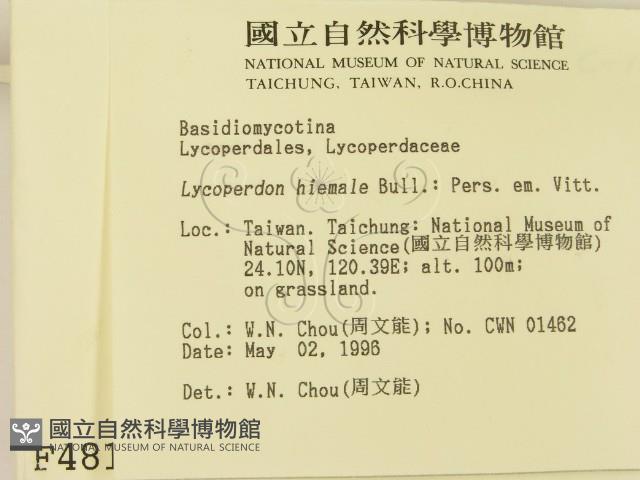 國立自然科學博物館
NATIONAL MUSEUM OF NATURAL SCIENCE
TAICHUNG, TAIWAN, R.O.CHINA
Basidiomycotina
Lycoperdales, Lycoperdaceae
Lycoperdon hiemale Bull.: Pers. em. Vitt.
Loc.: Taiwan. Taichung: National Museum of
Natural Science(國立自然科學博物館)
24.10N, 120.39E; alt. 100m;
on grassland.
Col.: W.N. Chou(周文能); No. CWN 01462
Date: May 02, 1996
Det.: W.N. Chou(周文能)
國立自然科學博物館
NATIONAL MUSEUM OF NATURAL SCIENCE